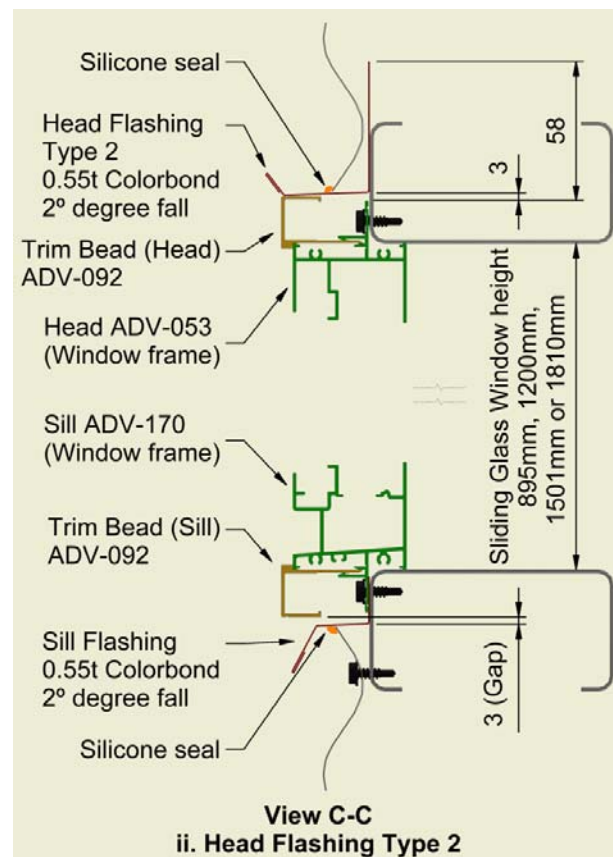 Silicone seal
Head Flashing
Type 2
0.55t Colorbond
2º degree fall
Trim Bead (Head)
ADV-092
Head ADV-053
(Window frame)
58
3
Sliding Glass Window height
895mm, 1200mm,
1501mm or 1810mm
Sill ADV-170
(Window frame)
Trim Bead (Sill)
ADV-092
Sill Flashing
0.55t Colorbond
2º degree fall
Silicone seal
3 (Gap)
View C-C
ii. Head Flashing Type 2